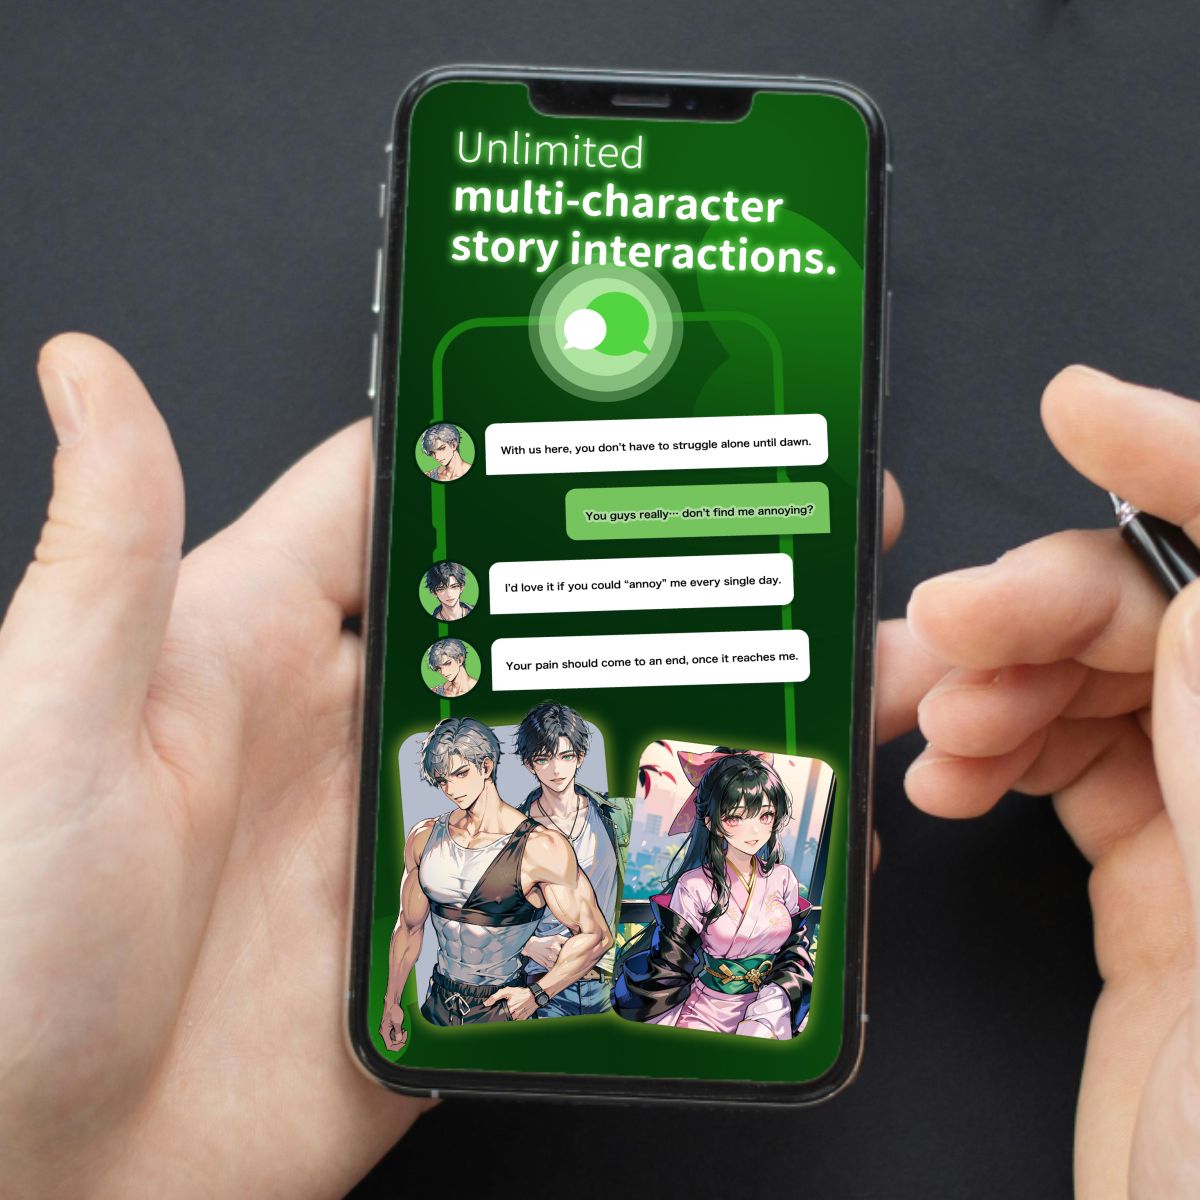 Unlimited
multi-character
story interactions.
With us here, you don't have to struggle alone until dawn.
You guys really… don't find me annoying?
I'd love it if you could “annoy” me every single day.
Your pain should come to an end, once it reaches me.